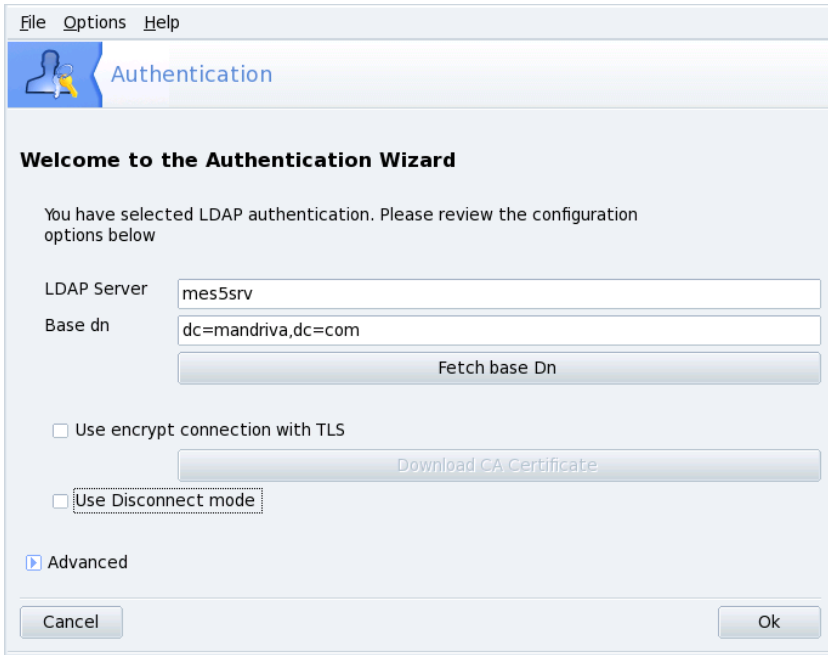 File Options Help
Authentication
Welcome to the Authentication Wizard
You have selected LDAP authentication. Please review the configuration
options below
LDAP Server
mes5srv
Base dn
dc=mandriva,dc=com
Fetch base Dn
Use encrypt connection with TLS
Download CA Certificate
Use Disconnect mode
Advanced
Cancel
Ok